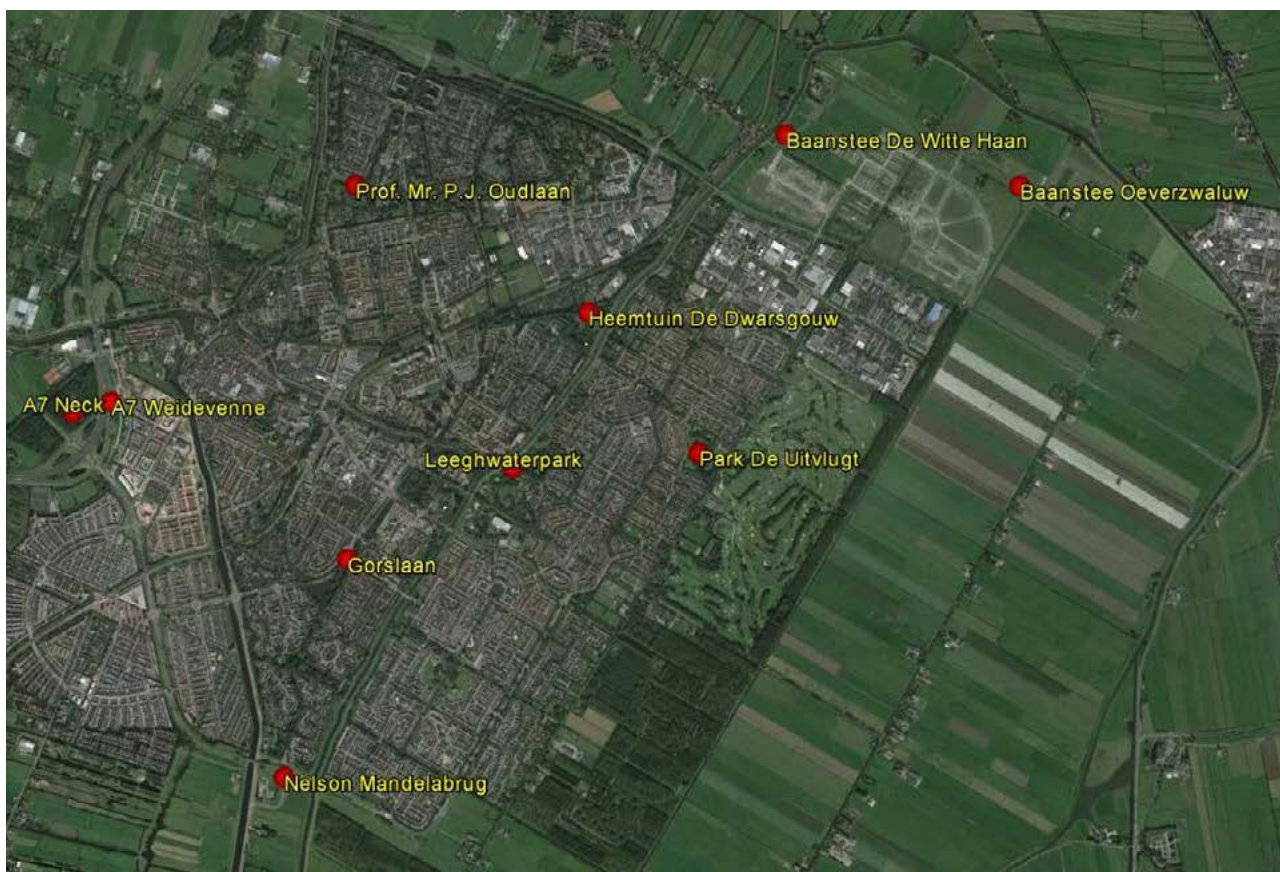 Baanstee De Witte Haan
Prof. Mr. P.J. Oudlaan
Baanstee Oeverzwaluw
Heemtuin De Dwarsgouw
A7 Neck
A7 Weidevenne
Leeghwaterpark
Park De Uitvlugt
Gorslaan
Nelson Mandelabrug